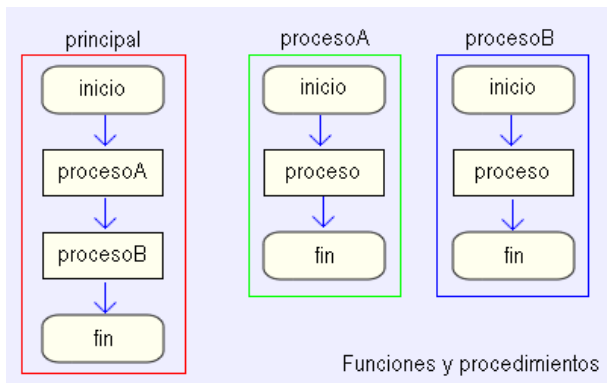 principal
inicio
procesoA
procesoB
fin
procesoA
inicio
proceso
fin
procesoB
inicio
proceso
fin
Funciones y procedimientos